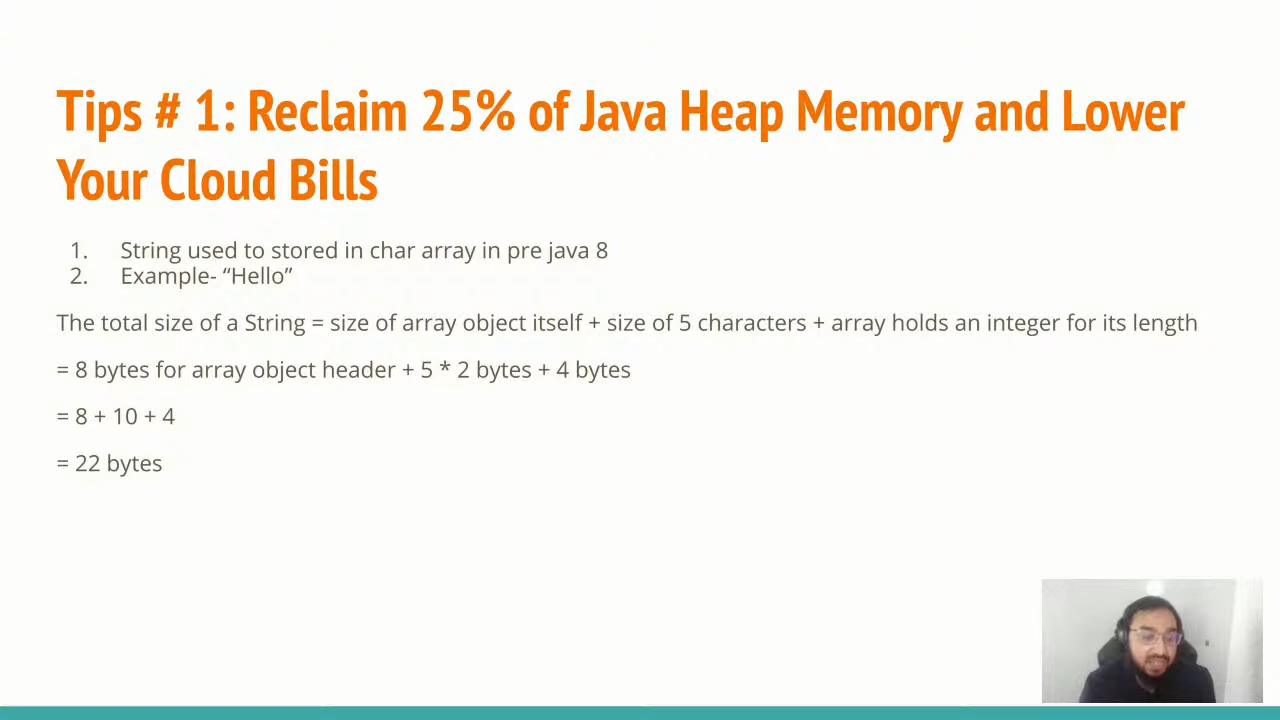 Tips # 1: Reclaim 25% of Java Heap Memory and Lower
Your Cloud Bills
1. String used to stored in char array in pre java 8
2. Example- “Hello”
The total size of a String = size of array object itself + size of 5 characters + array holds an integer for its length
= 8 bytes for array object header + 5 * 2 bytes + 4 bytes
= 8 + 10 + 4
= 22 bytes